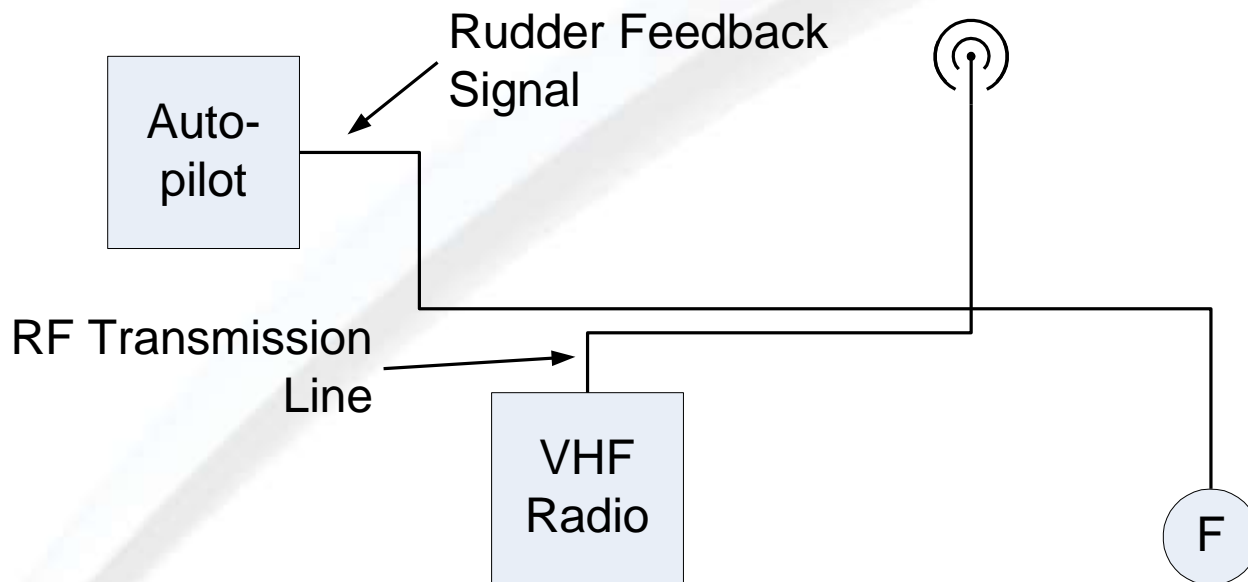 Rudder Feedback
Signal
Auto-
pilot
RF Transmission
Line
VHF
Radio
F